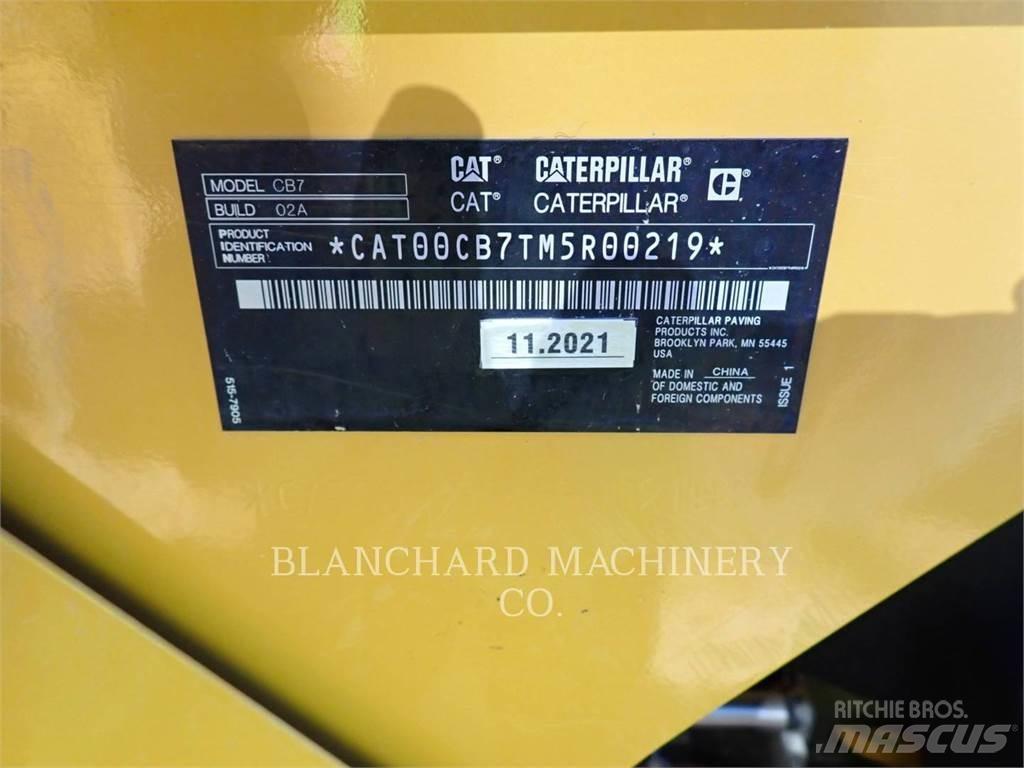 MODEL CB7
BUILD 02A
CAT® CATERPILLAR®
CAT® CATERPILLAR®
PRODUCT
IDENTIFICATION
NUMBER
*CAT00CB7TM5R00219*
11.2021
CATERPILLAR PAVING
PRODUCTS INC.
BROOKLYN PARK, MN 55445
USA
MADE IN CHINA
OF DOMESTIC AND
FOREIGN COMPONENTS
515-7905
ISSUE 1
BLANCHARD MACHINERY
CO.
RITCHIE BROS.
MASCUS